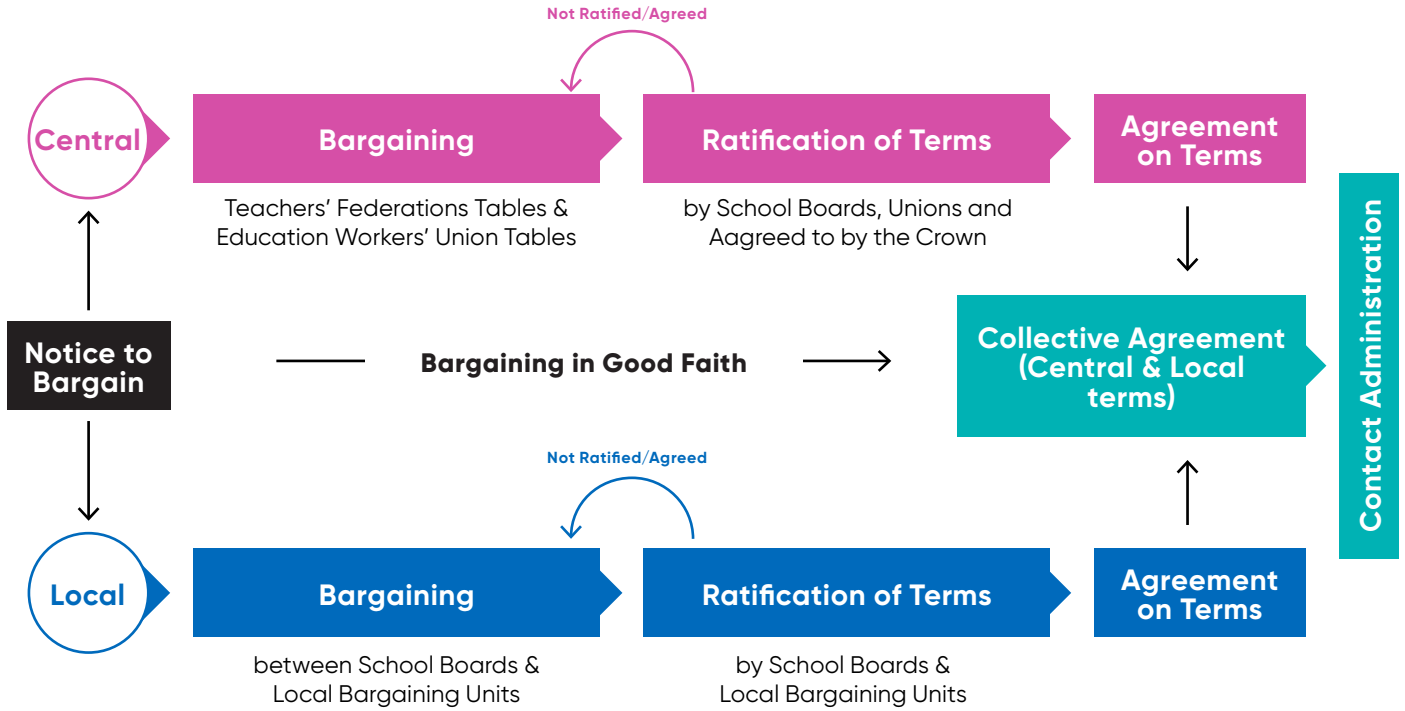 Not Ratified/Agreed
Central
Bargaining
Ratification of Terms
Agreement
on Terms
Teachers’ Federations Tables &
Education Workers’ Union Tables
by School Boards, Unions and
Aagreed to by the Crown
Notice to
Bargain
Bargaining in Good Faith
Collective Agreement
(Central & Local
terms)
Contact Administration
Not Ratified/Agreed
Local
Bargaining
Ratification of Terms
Agreement
on Terms
between School Boards &
Local Bargaining Units
by School Boards &
Local Bargaining Units